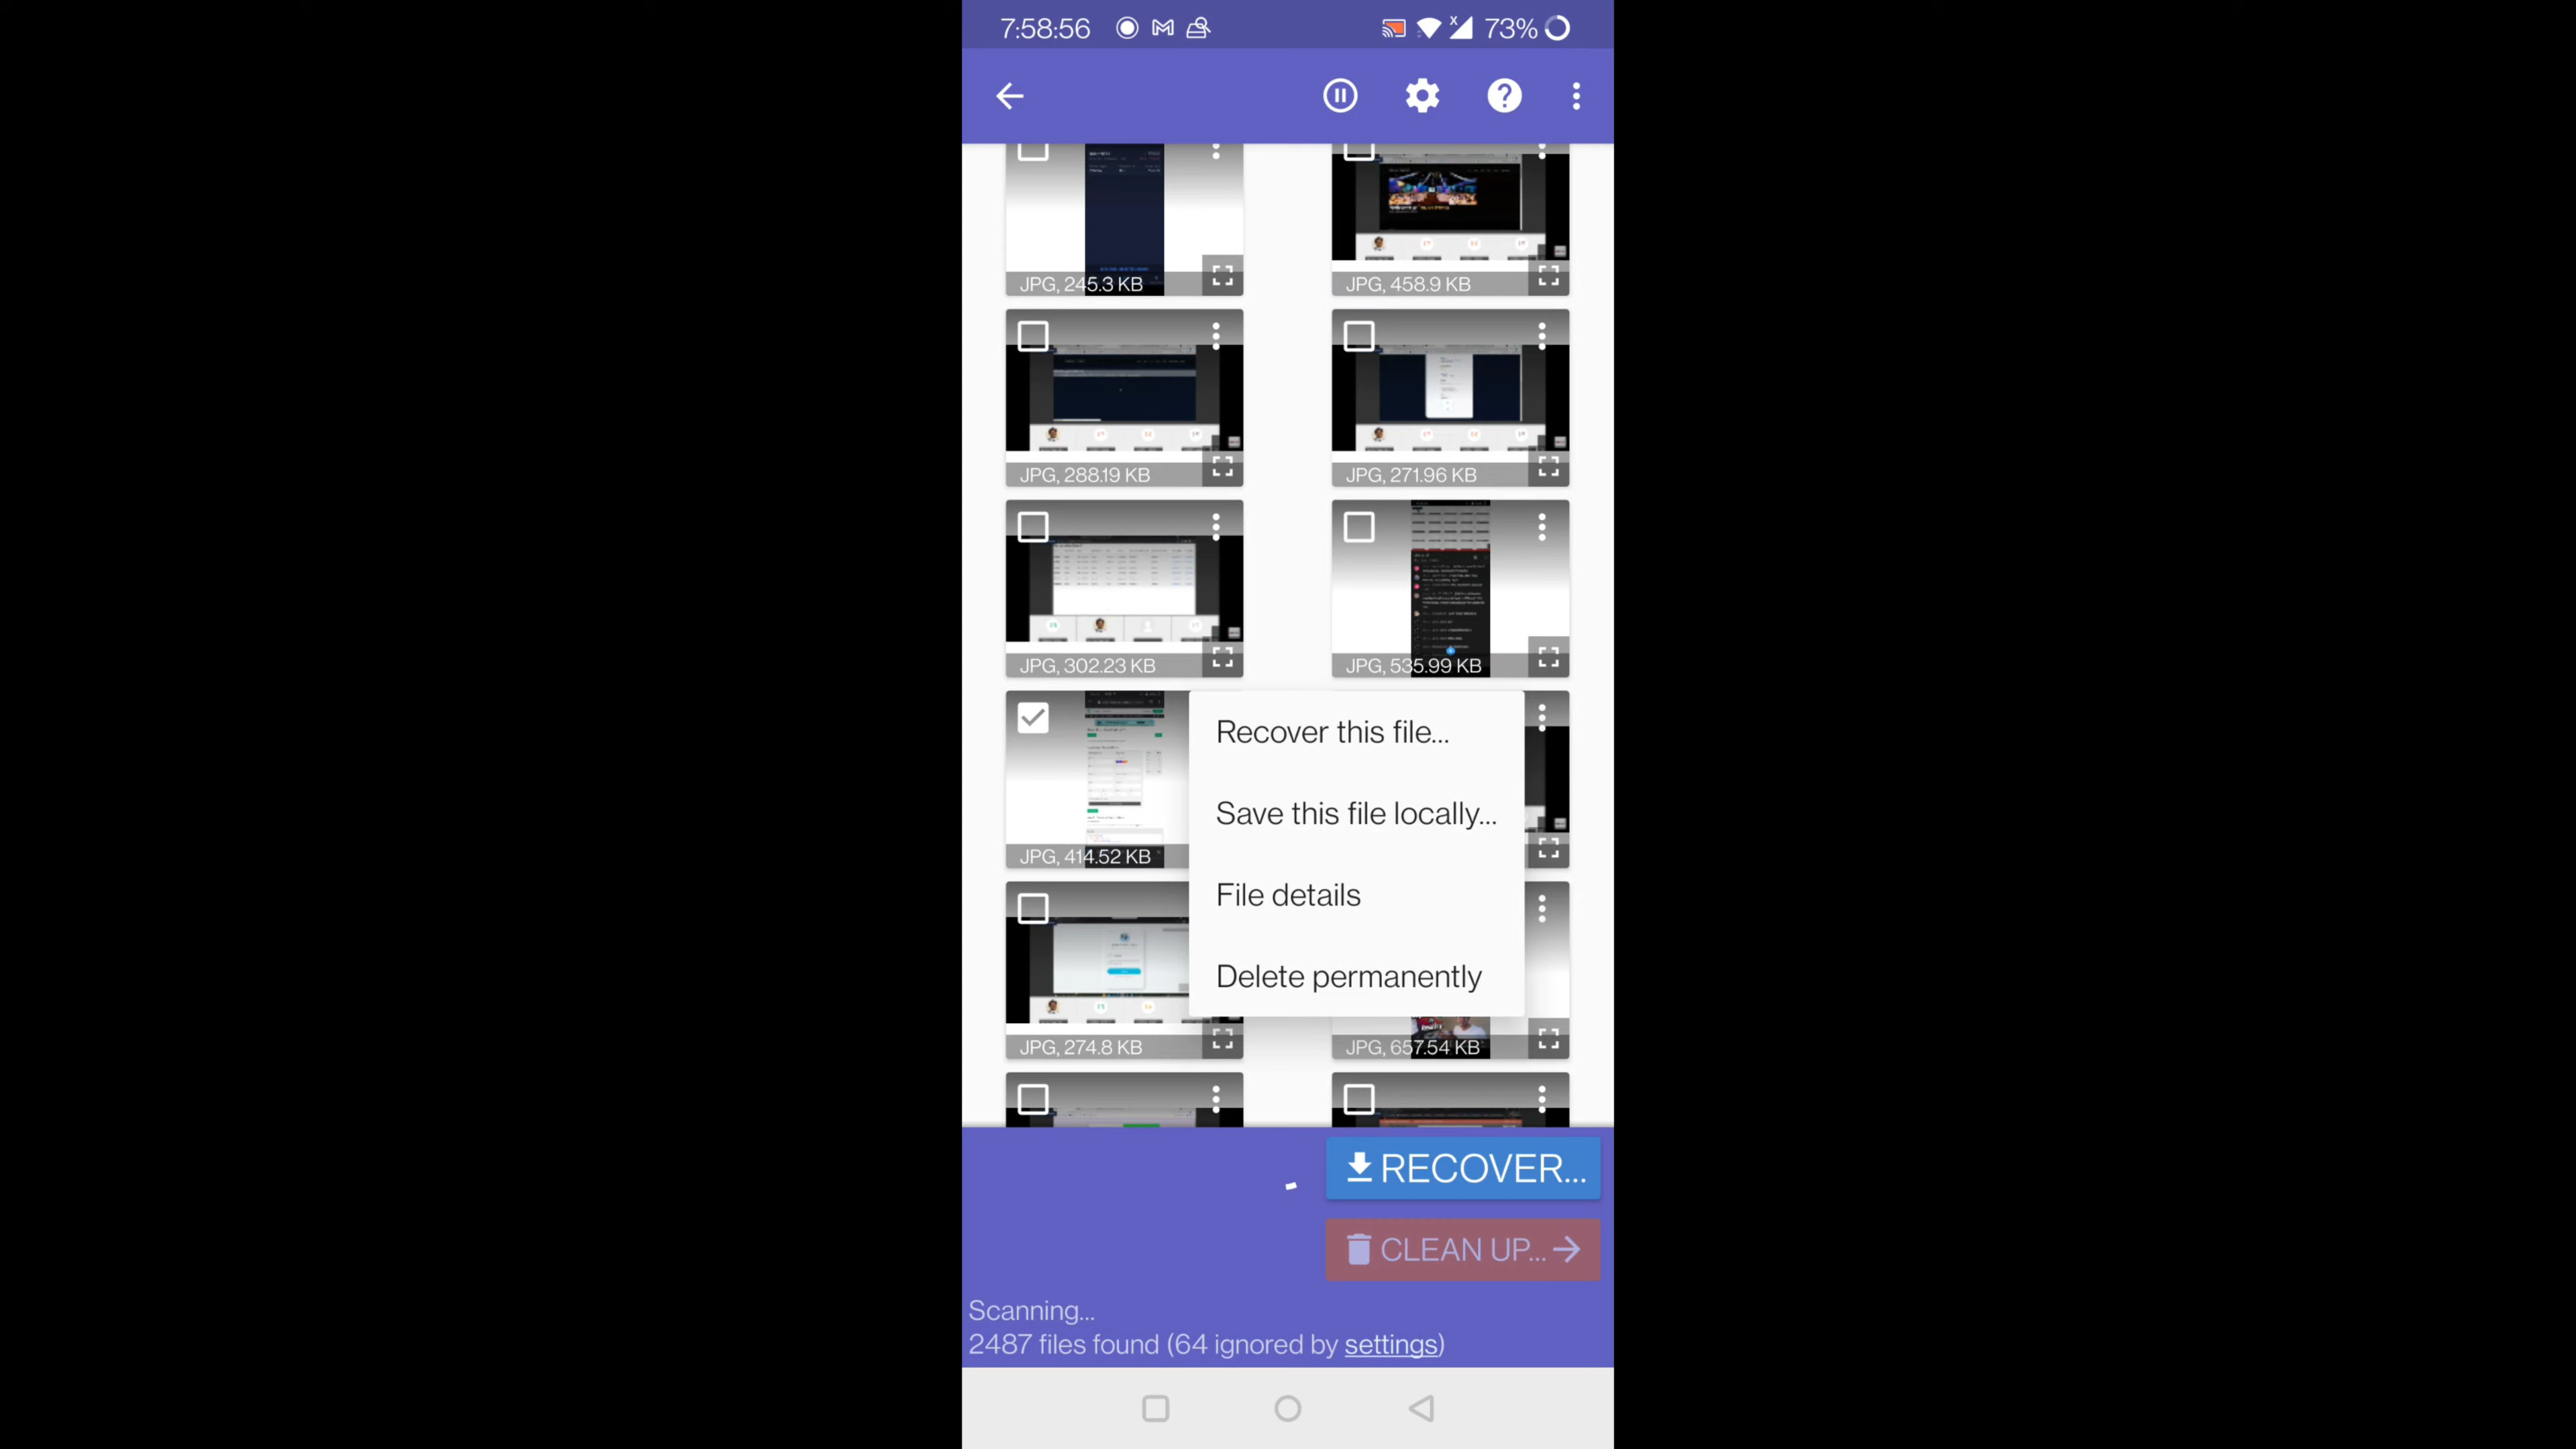 7:58:56
73%
JPG, 245.3 KB
JPG, 458.9 KB
JPG, 288.19 KB
JPG, 271.96 KB
JPG, 302.23 KB
JPG, 535.99 KB
Recover this file...
Save this file locally...
JPG, 414.52 KB
File details
Delete permanently
JPG, 274.8 KB
JPG, 657.54 KB
RECOVER...
CLEAN UP...
Scanning...
2487 files found (64 ignored by settings)